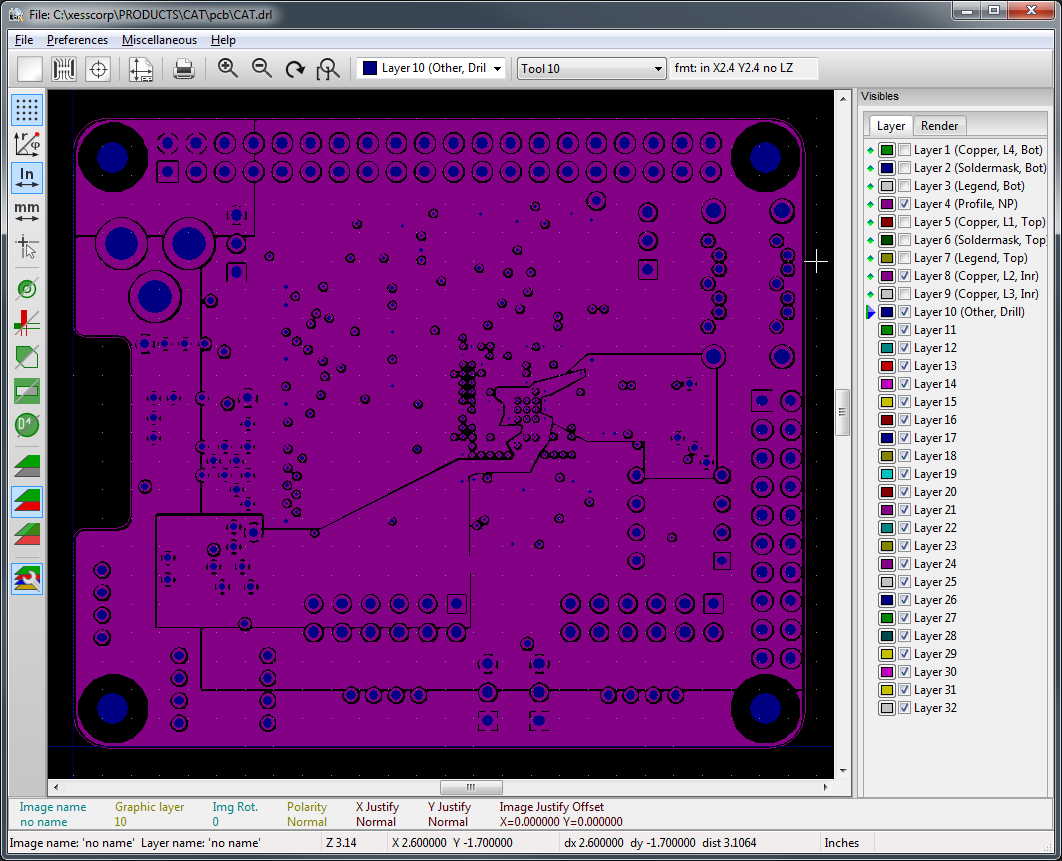 File: C:\xesscorp\PRODUCTS\CAT\pcb\CAT.drl
File Preferences Miscellaneous Help
Layer 10 (Other, Dril Tool 10 fmt: in X2.4 Y2.4 no LZ
Visibles
Layer Render
In
mm
Layer 1 (Copper, L4, Bot)
Layer 2 (Soldermask, Bot)
Layer 3 (Legend, Bot)
Layer 4 (Profile, NP)
Layer 5 (Copper, L1, Top)
Layer 6 (Soldermask, Top)
Layer 7 (Legend, Top)
Layer 8 (Copper, L2, Inr)
Layer 9 (Copper, L3, Inr)
Layer 10 (Other, Drill)
Layer 11
Layer 12
Layer 13
Layer 14
Layer 15
Layer 16
Layer 17
Layer 18
Layer 19
Layer 20
Layer 21
Layer 22
Layer 23
Layer 24
Layer 25
Layer 26
Layer 27
Layer 28
Layer 29
Layer 30
Layer 31
Layer 32
Image name Graphic layer Img Rot. Polarity X Justify Y Justify Image Justify Offset
no name 10 0 Normal Normal Normal X=0.000000 Y=0.000000
Image name: 'no name' Layer name: 'no name' Z 3.14 X 2.600000 Y -1.700000 dx 2.600000 dy -1.700000 dist 3.1064 Inches